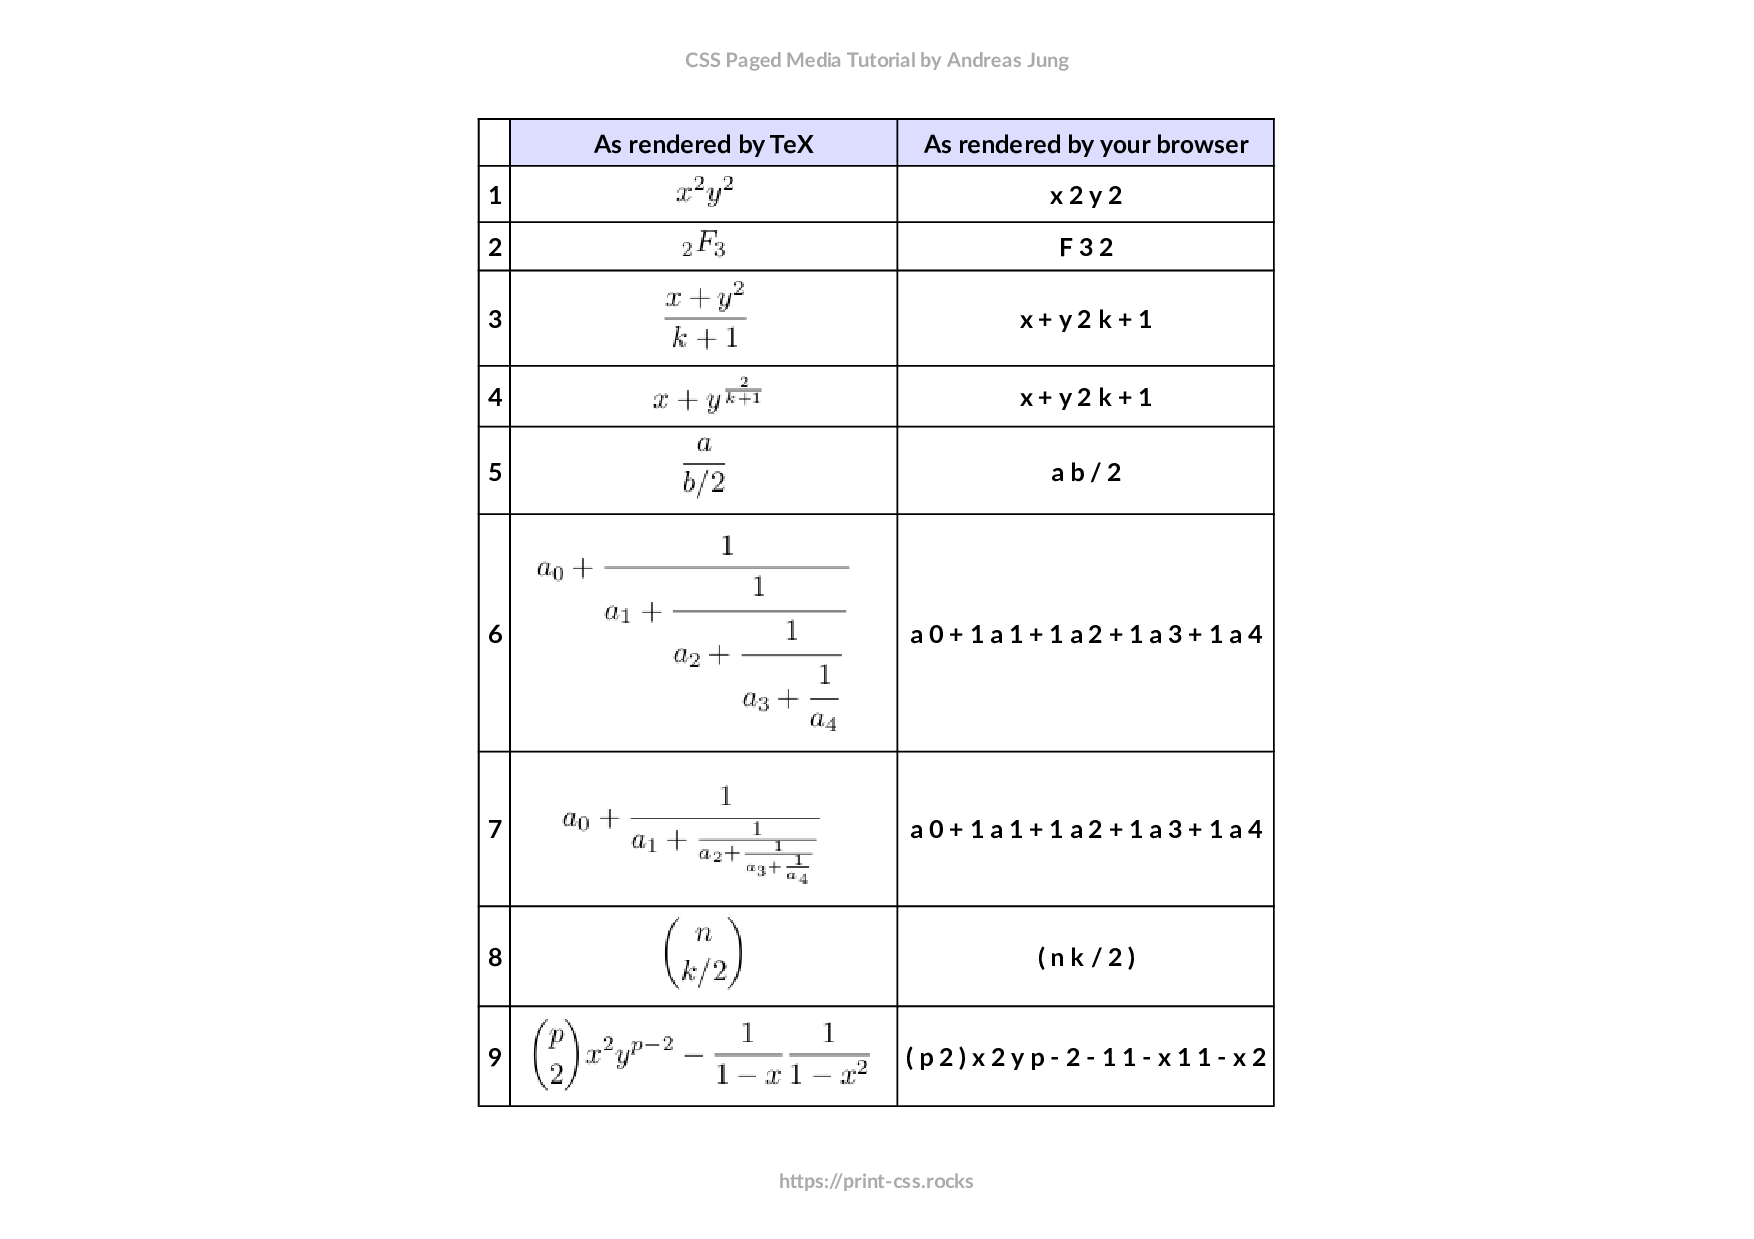 CSS Paged Media Tutorial by Andreas Jung
As rendered by TeX As rendered by your browser
1 $x^2y^2$ x 2 y 2
2 ${}_2F_3$ F 3 2
3 $\frac{x+y^2}{k+1}$ x + y 2 k + 1
4 $x+y^{\frac{2}{k+1}}$ x + y 2 k + 1
5 $\frac{a}{b/2}$ a b / 2
6 $a_0+\dfrac{1}{a_1+\dfrac{1}{a_2+\dfrac{1}{a_3+\dfrac{1}{a_4}}}}$ a 0 + 1 a 1 + 1 a 2 + 1 a 3 + 1 a 4
7 $a_0+\frac{1}{a_1+\frac{1}{a_2+\frac{1}{a_3+\frac{1}{a_4}}}}$ a 0 + 1 a 1 + 1 a 2 + 1 a 3 + 1 a 4
8 $\binom{n}{k/2}$ ( n k / 2 )
9 $\binom{p}{2}x^2y^{p-2}-\frac{1}{1-x}\frac{1}{1-x^2}$ ( p 2 ) x 2 y p - 2 - 1 1 - x 1 1 - x 2
https://print-css.rocks